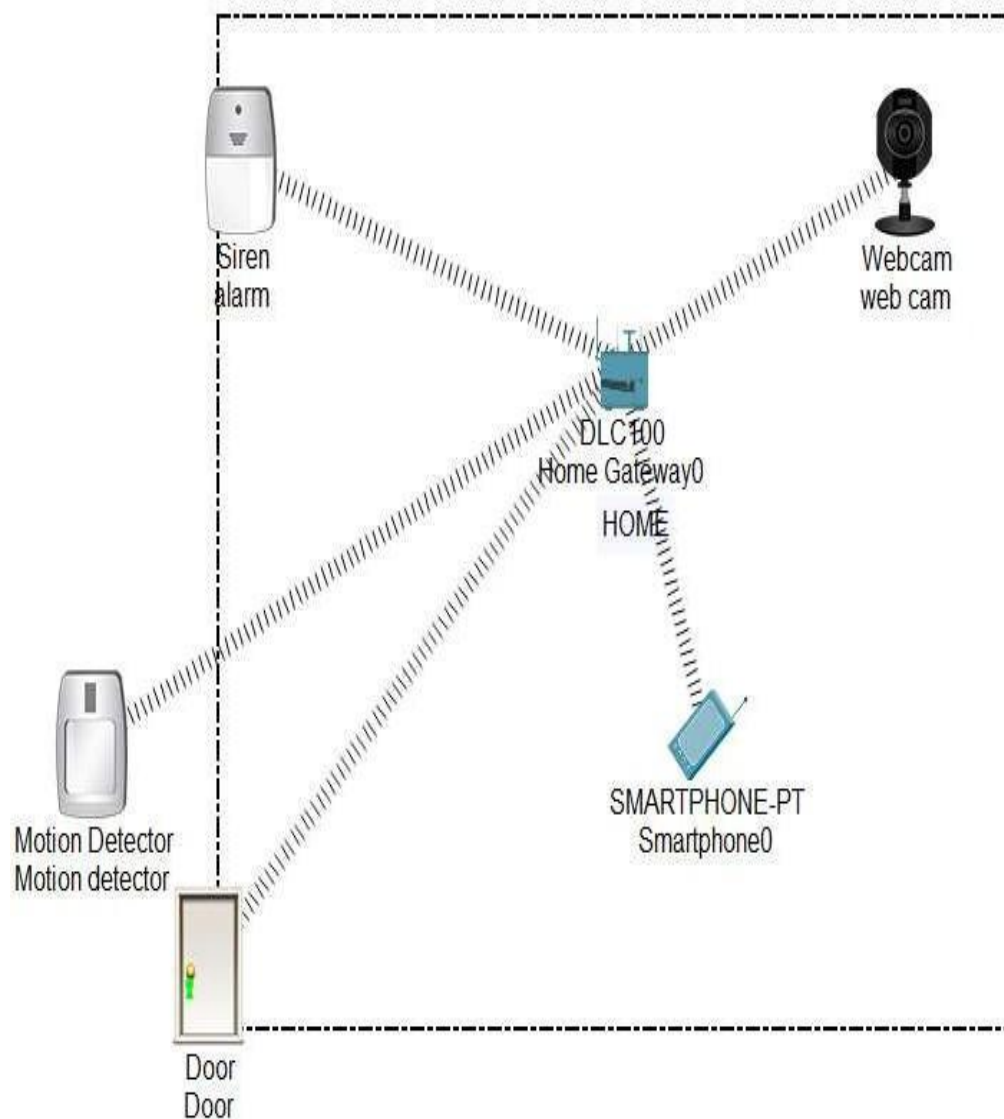 Siren
alarm
Webcam
web cam
DLC100
Home Gateway0
HOME
SMARTPHONE-PT
Smartphone0
Motion Detector
Motion detector
Door
Door